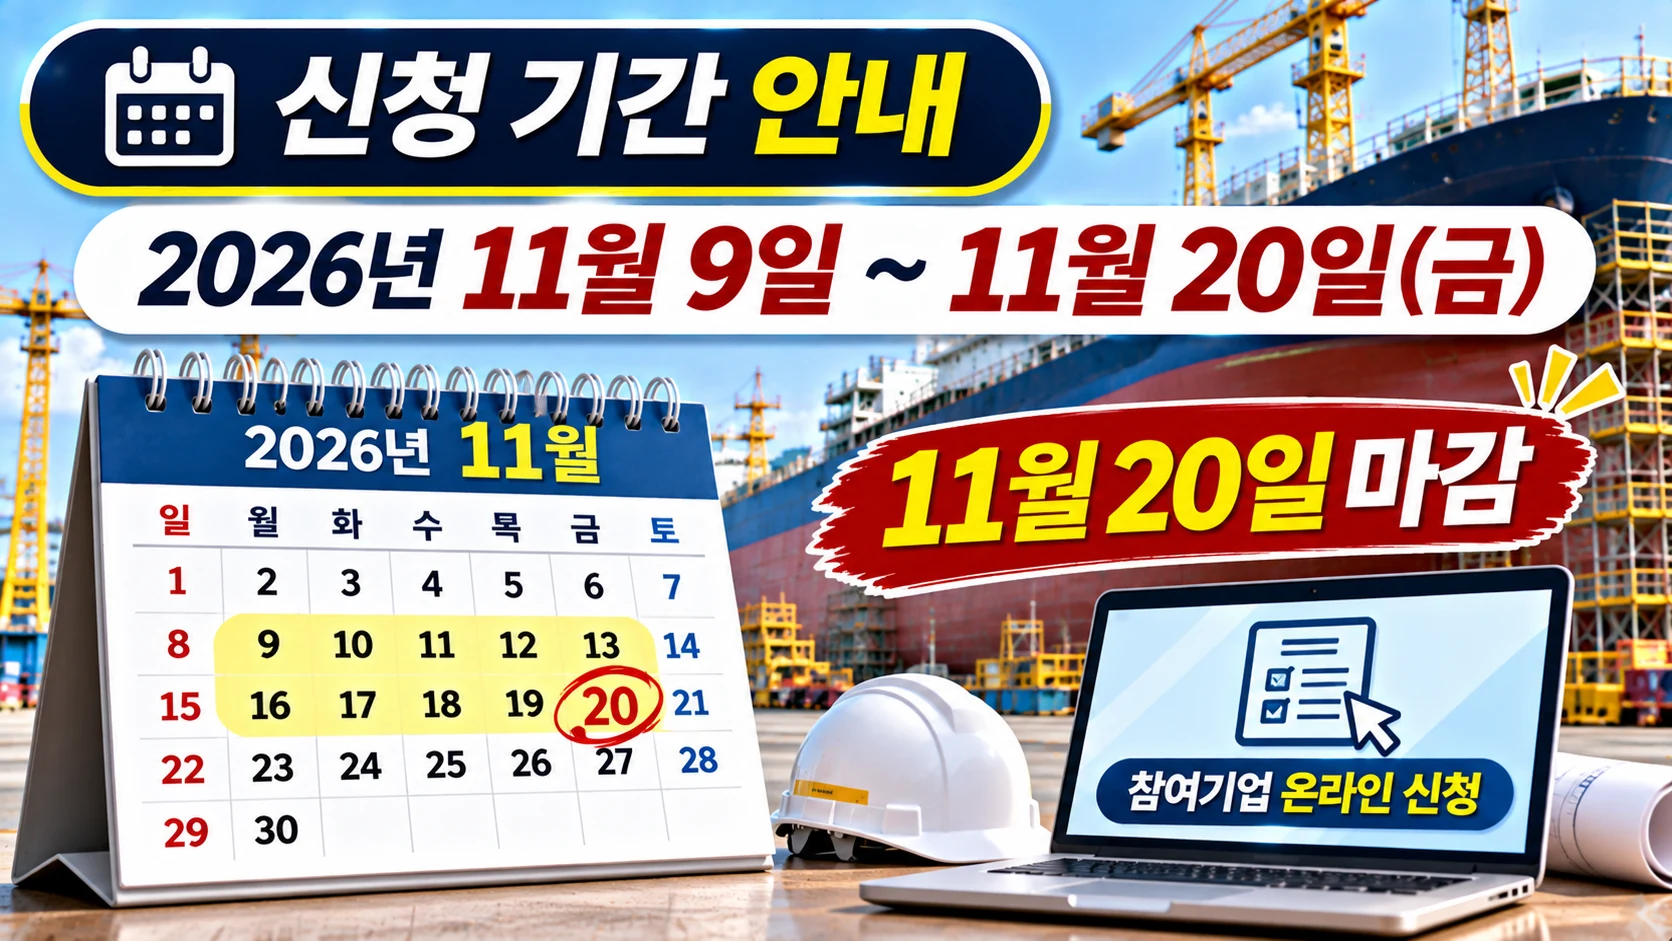 신청 기간 안내
2026년 11월 9일 ~ 11월 20일(금)
2026년 11월
일 월 화 수 목 금 토
1 2 3 4 5 6 7
8 9 10 11 12 13 14
15 16 17 18 19 20 21
22 23 24 25 26 27 28
29 30
11월 20일 마감
참여기업 온라인 신청